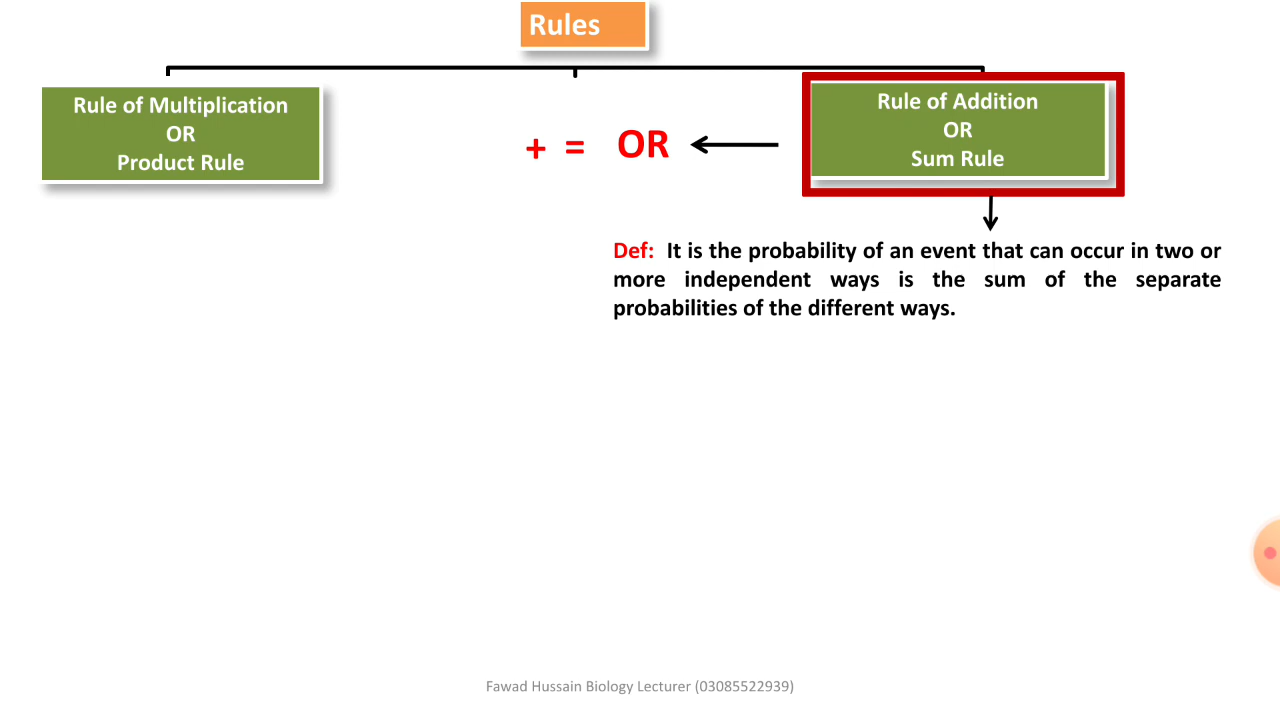 Rules
Rule of Multiplication
OR
Product Rule
+ = OR
Rule of Addition
OR
Sum Rule
Def: It is the probability of an event that can occur in two or
more independent ways is the sum of the separate
probabilities of the different ways.
Fawad Hussain Biology Lecturer (03085522939)